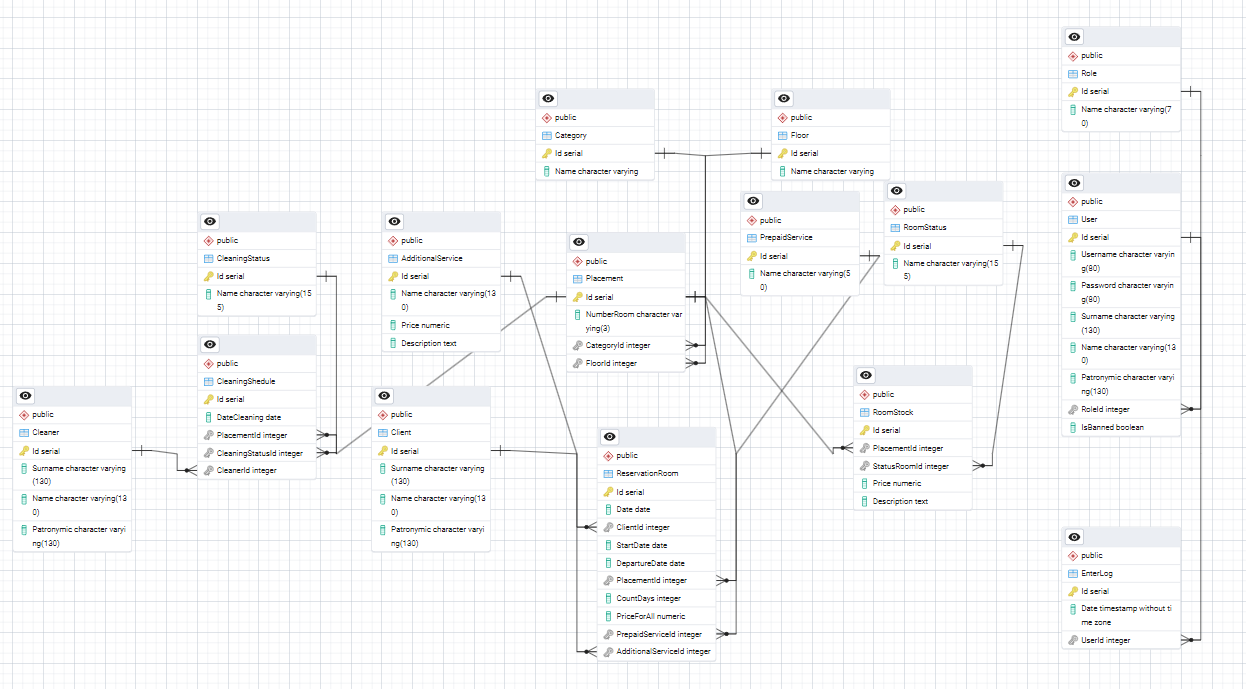 public
Role
Id serial
Name character varying(7
0)
public
Category
Id serial
Name character varying
public
Floor
Id serial
Name character varying
public
User
Id serial
Username character varyin
g(80)
Password character varyin
g(80)
Surname character varying
(130)
Name character varying(13
0)
Patronymic character varyi
ng(130)
RoleId integer
IsBanned boolean
public
PrepaidService
Id serial
Name character varying(5
0)
public
RoomStatus
Id serial
Name character varying(15
5)
public
CleaningStatus
Id serial
Name character varying(15
5)
public
AdditionalService
Id serial
Name character varying(13
0)
Price numeric
Description text
public
Placement
Id serial
NumberRoom character var
ying(3)
CategoryId integer
FloorId integer
public
CleaningShedule
Id serial
DateCleaning date
PlacementId integer
CleaningStatusId integer
CleanerId integer
public
Cleaner
Id serial
Surname character varying
(130)
Name character varying(13
0)
Patronymic character varyi
ng(130)
public
Client
Id serial
Surname character varying
(130)
Name character varying(13
0)
Patronymic character varyi
ng(130)
public
RoomStock
Id serial
PlacementId integer
StatusRoomId integer
Price numeric
Description text
public
ReservationRoom
Id serial
Date date
ClientId integer
StartDate date
DepartureDate date
PlacementId integer
CountDays integer
PriceForAll numeric
PrepaidServiceId integer
AdditionalServiceId integer
public
EnterLog
Id serial
Date timestamp without ti
me zone
UserId integer